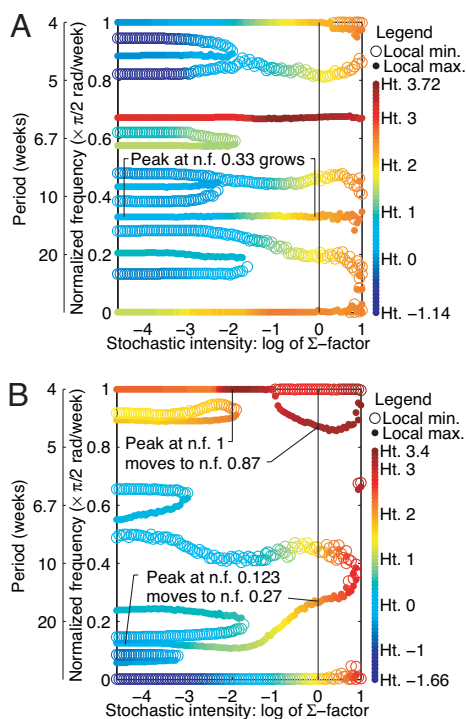 A
Period (weeks)
4
5
6.7
10
20
Normalized frequency (× π/2 rad/week)
1
0.8
0.6
0.4
0.2
0
Peak at n.f. 0.33 grows
−4 −3 −2 −1 0 1
Stochastic intensity: log of Σ-factor
Legend
Local min.
Local max.
Ht. 3.72
Ht. 3
Ht. 2
Ht. 1
Ht. 0
Ht. −1.14
B
Period (weeks)
4
5
6.7
10
20
Normalized frequency (× π/2 rad/week)
1
0.8
0.6
0.4
0.2
0
Peak at n.f. 1
moves to n.f. 0.87
Peak at n.f. 0.123
moves to n.f. 0.27
−4 −3 −2 −1 0 1
Stochastic intensity: log of Σ-factor
Legend
Local min.
Local max.
Ht. 3.4
Ht. 3
Ht. 2
Ht. 1
Ht. 0
Ht. −1
Ht. −1.66